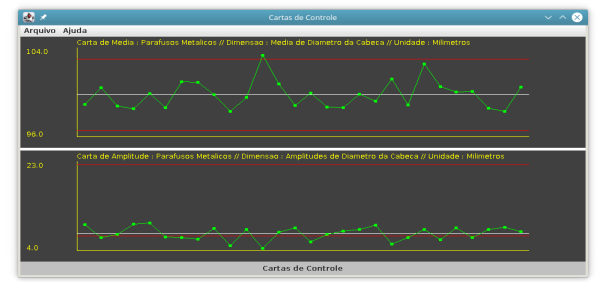 Cartas de Controle
Arquivo Ajuda
Carta de Media : Parafusos Metalicos // Dimensao : Media de Diametro da Cabeca // Unidade : Milimetros
104.0
96.0
Carta de Amplitude : Parafusos Metalicos // Dimensao : Amplitudes de Diametro da Cabeca // Unidade : Milimetros
23.0
4.0
Cartas de Controle